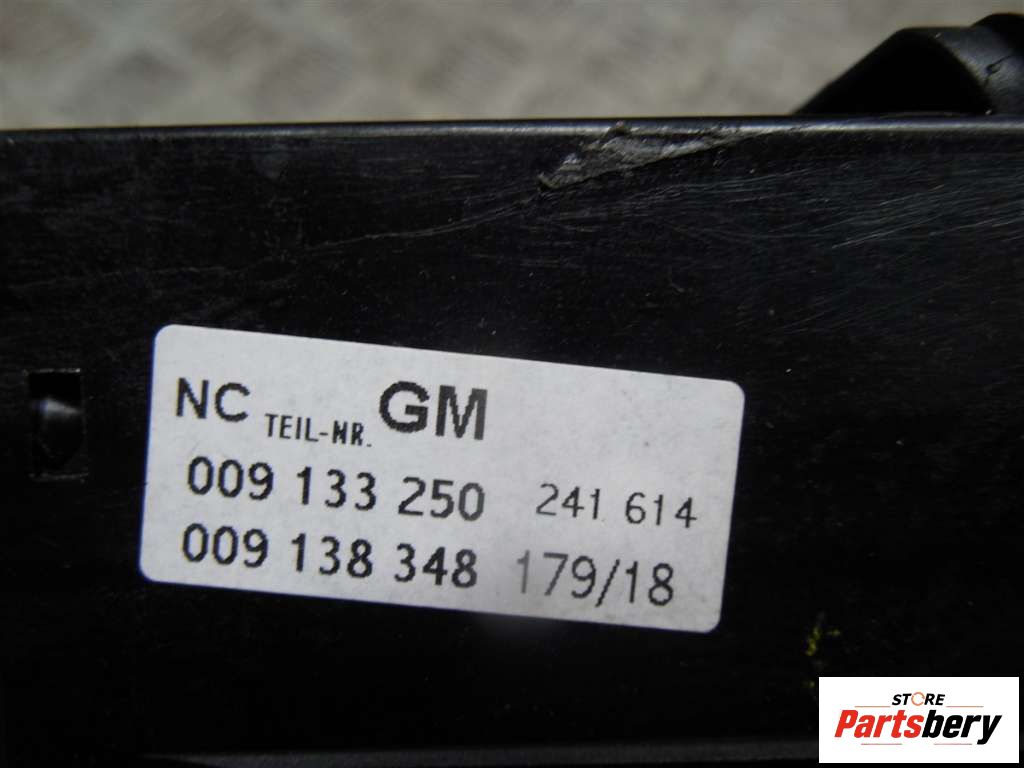 NC TEIL-NR. GM
009 133 250 241 614
009 138 348 179/18
STORE
Partsbery